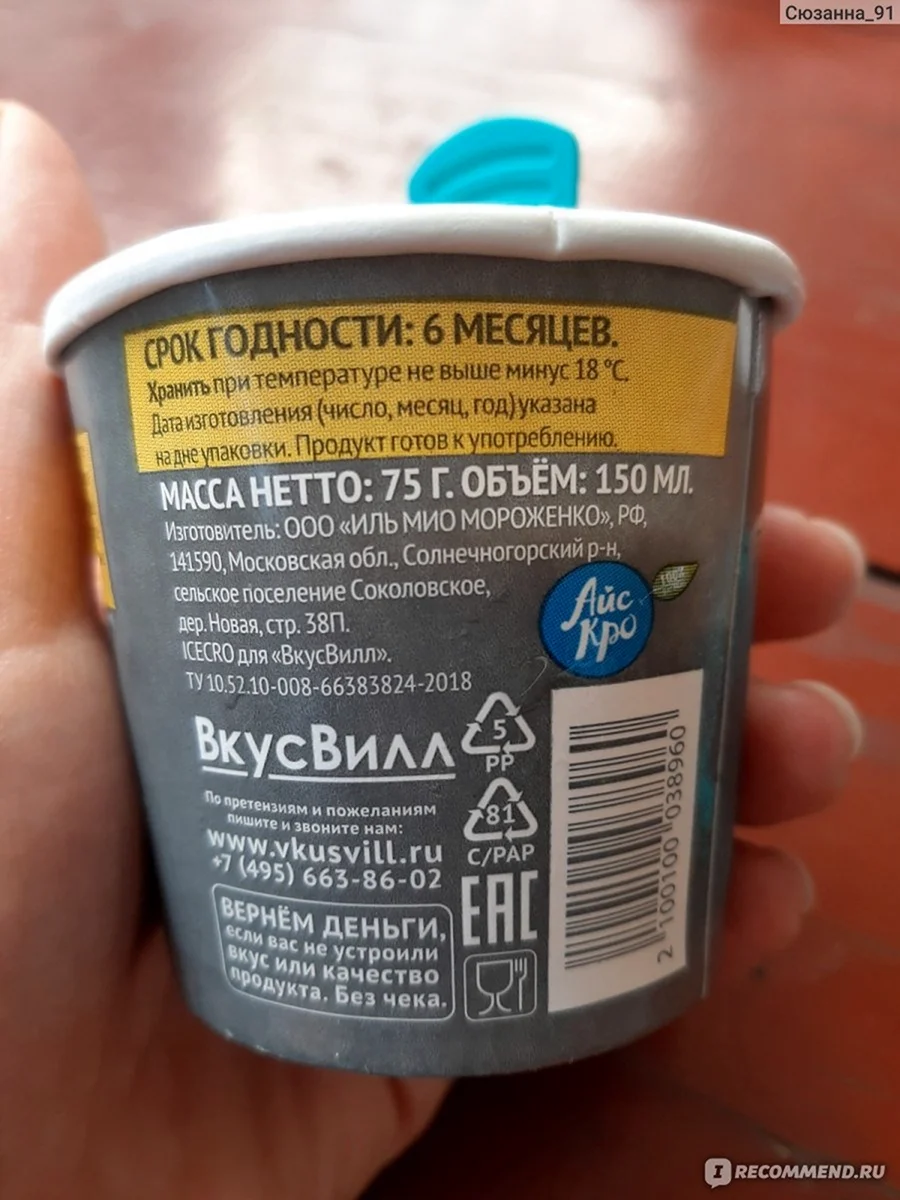 Сюзанна_91
СРОК ГОДНОСТИ: 6 МЕСЯЦЕВ.
Хранить при температуре не выше минус 18 °С.
Дата изготовления (число, месяц, год) указана
на дне упаковки. Продукт готов к употреблению.
МАССА НЕТТО: 75 Г. ОБЪЁМ: 150 МЛ.
Изготовитель: ООО «ИЛЬ МИО МОРОЖЕНКО», РФ,
141590, Московская обл., Солнечногорский р-н,
сельское поселение Соколовское,
дер. Новая, стр. 38П.
ICECRO для «ВкусВилл».
ТУ 10.52.10-008-66383824-2018
Айс
Кро
ВкусВилл
5
PP
81
C/PAP
По претензиям и пожеланиям
пишите и звоните нам:
www.vkusvill.ru
+7 (495) 663-86-02
EAC
ВЕРНЁМ ДЕНЬГИ,
если вас не устроили
вкус или качество
продукта. Без чека.
2 100100 038960
IRECOMMEND.RU